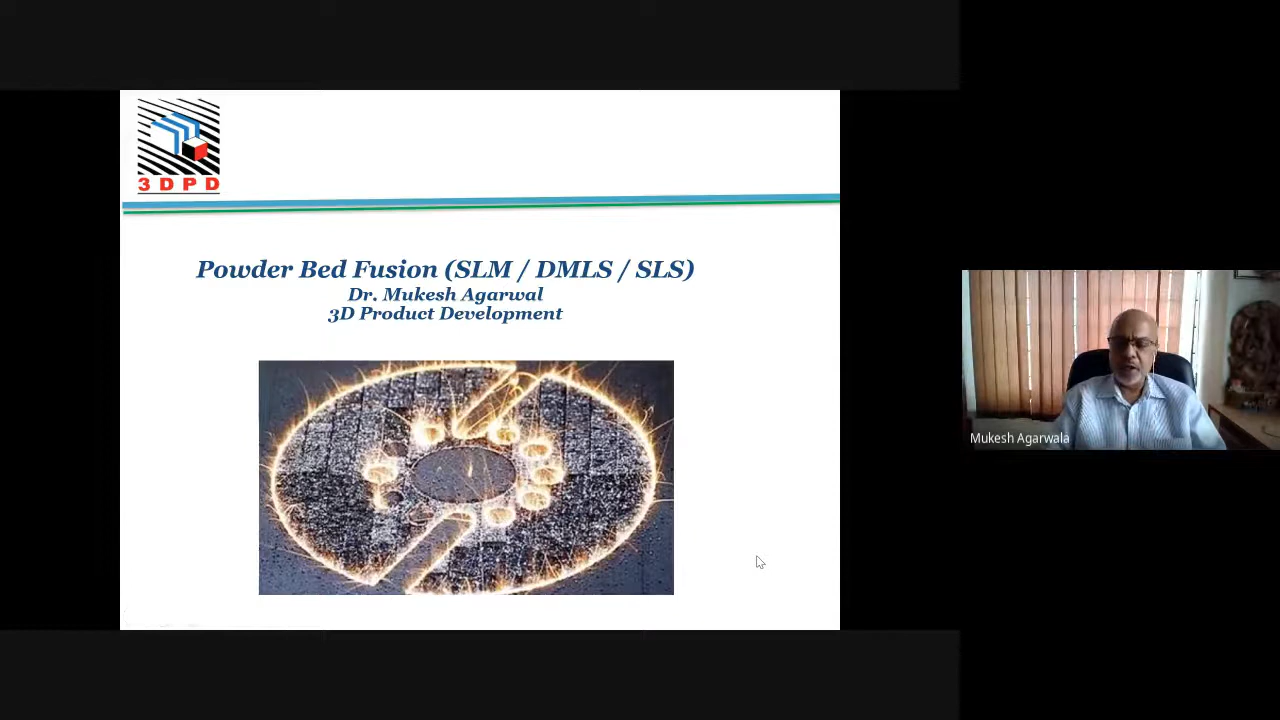 3DPD
Powder Bed Fusion (SLM / DMLS / SLS)
Dr. Mukesh Agarwal
3D Product Development
Mukesh Agarwala